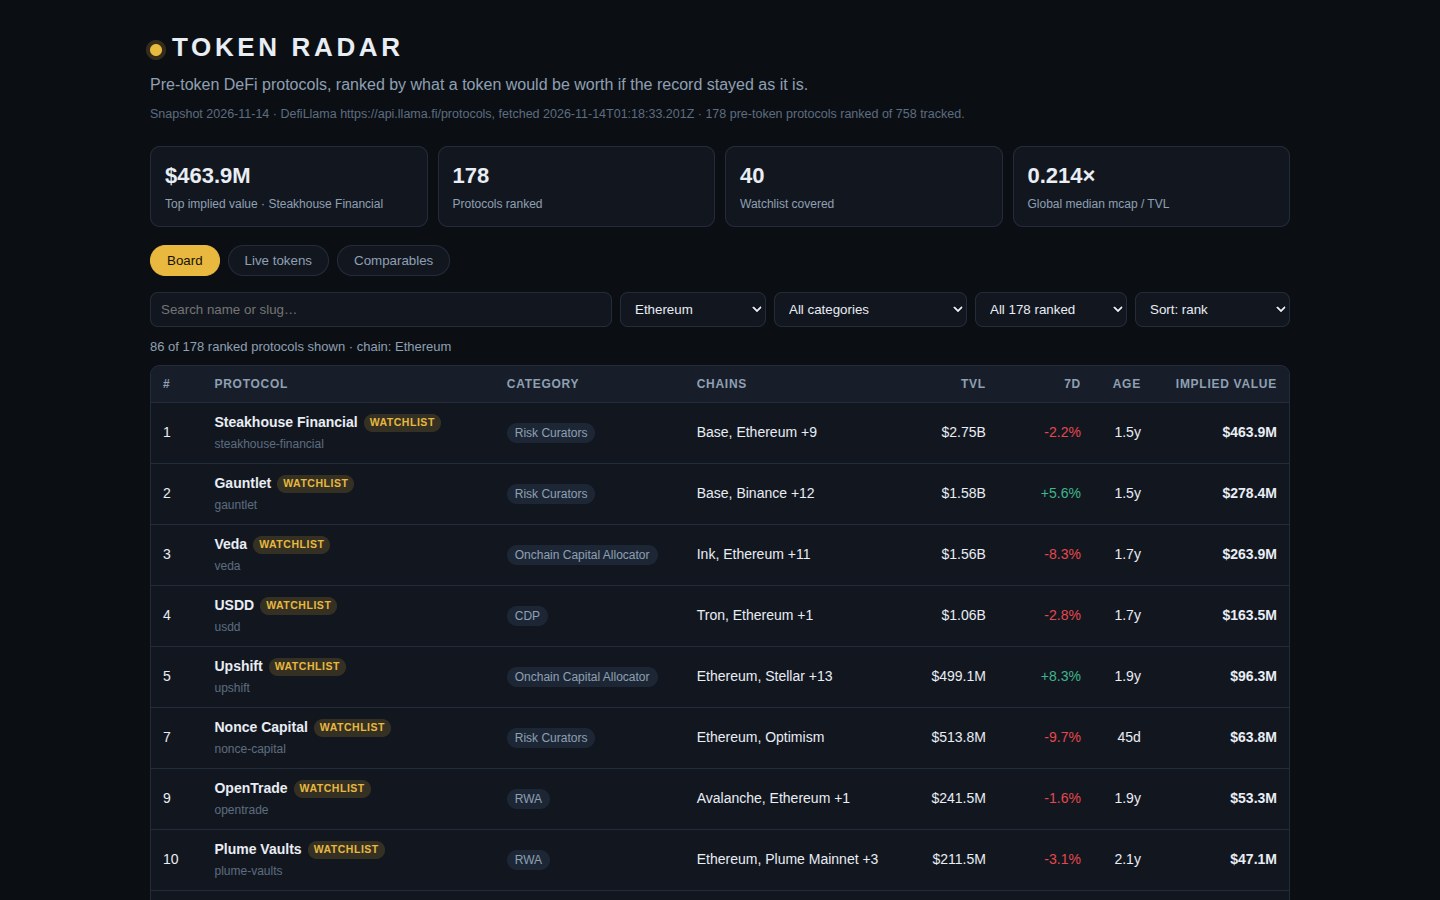 TOKEN RADAR
Pre-token DeFi protocols, ranked by what a token would be worth if the record stayed as it is.
Snapshot 2026-11-14 · DefiLlama https://api.llama.fi/protocols, fetched 2026-11-14T01:18:33.201Z · 178 pre-token protocols ranked of 758 tracked.
$463.9M
Top implied value · Steakhouse Financial
178
Protocols ranked
40
Watchlist covered
0.214×
Global median mcap / TVL
Board Live tokens Comparables
Search name or slug… Ethereum All categories All 178 ranked Sort: rank
86 of 178 ranked protocols shown · chain: Ethereum
# PROTOCOL CATEGORY CHAINS TVL 7D AGE IMPLIED VALUE
1 Steakhouse Financial WATCHLIST Risk Curators Base, Ethereum +9 $2.75B -2.2% 1.5y $463.9M
steakhouse-financial
2 Gauntlet WATCHLIST Risk Curators Base, Binance +12 $1.58B +5.6% 1.5y $278.4M
gauntlet
3 Veda WATCHLIST Onchain Capital Allocator Ink, Ethereum +11 $1.56B -8.3% 1.7y $263.9M
veda
4 USDD WATCHLIST CDP Tron, Ethereum +1 $1.06B -2.8% 1.7y $163.5M
usdd
5 Upshift WATCHLIST Onchain Capital Allocator Ethereum, Stellar +13 $499.1M +8.3% 1.9y $96.3M
upshift
7 Nonce Capital WATCHLIST Risk Curators Ethereum, Optimism $513.8M -9.7% 45d $63.8M
nonce-capital
9 OpenTrade WATCHLIST RWA Avalanche, Ethereum +1 $241.5M -1.6% 1.9y $53.3M
opentrade
10 Plume Vaults WATCHLIST RWA Ethereum, Plume Mainnet +3 $211.5M -3.1% 2.1y $47.1M
plume-vaults